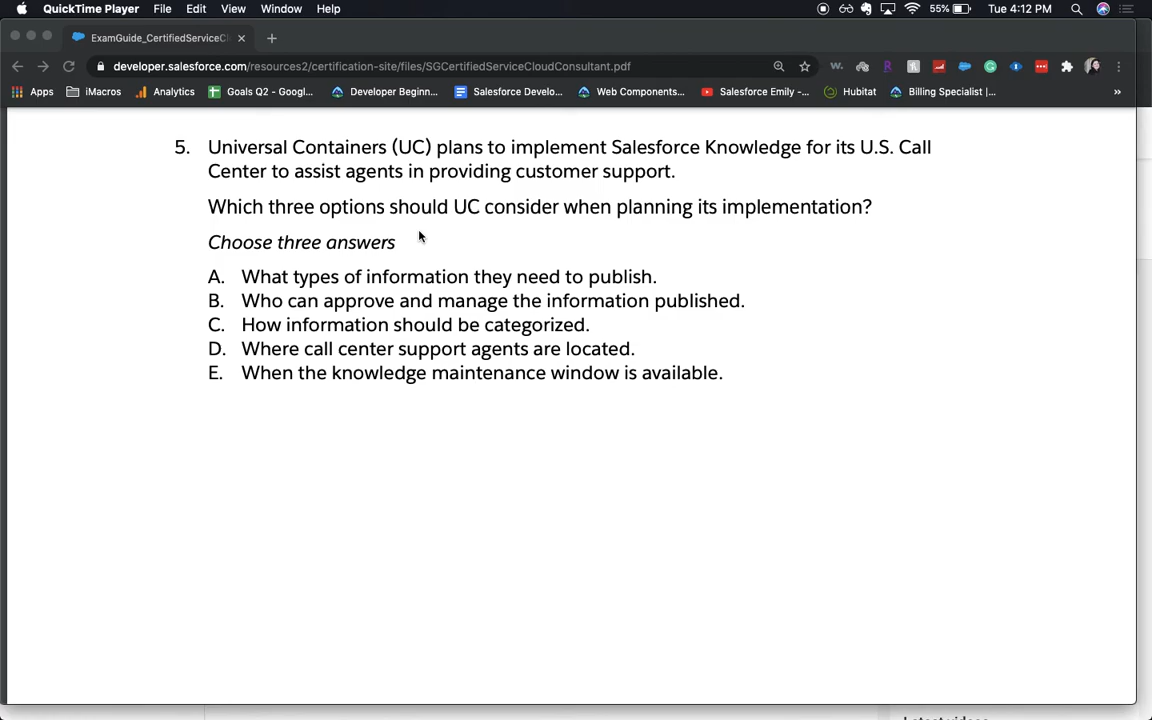 QuickTime Player File Edit View Window Help 55% Tue 4:12 PM
ExamGuide_CertifiedServiceCl
developer.salesforce.com/resources2/certification-site/files/SGCertifiedServiceCloudConsultant.pdf
Apps iMacros Analytics Goals Q2 - Googl... Developer Beginn... Salesforce Develo... Web Components... Salesforce Emily -... Hubitat Billing Specialist |... »
5. Universal Containers (UC) plans to implement Salesforce Knowledge for its U.S. Call
Center to assist agents in providing customer support.
Which three options should UC consider when planning its implementation?
Choose three answers
A. What types of information they need to publish.
B. Who can approve and manage the information published.
C. How information should be categorized.
D. Where call center support agents are located.
E. When the knowledge maintenance window is available.